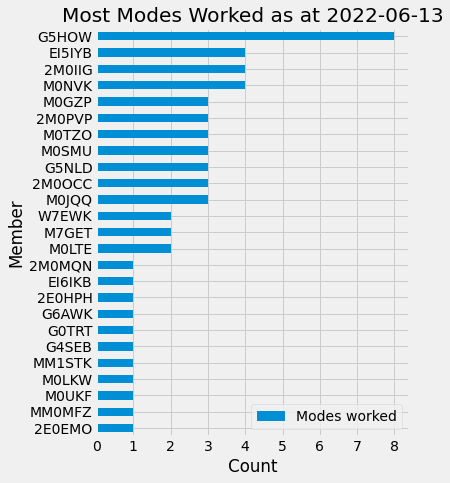 Most Modes Worked as at 2022-06-13
G5HOW
EI5IYB
2M0IIG
M0NVK
M0GZP
2M0PVP
M0TZO
M0SMU
G5NLD
2M0OCC
M0JQQ
W7EWK
M7GET
M0LTE
2M0MQN
EI6IKB
2E0HPH
G6AWK
G0TRT
G4SEB
MM1STK
M0LKW
M0UKF
MM0MFZ
2E0EMO
Member
Modes worked
0 1 2 3 4 5 6 7 8
Count